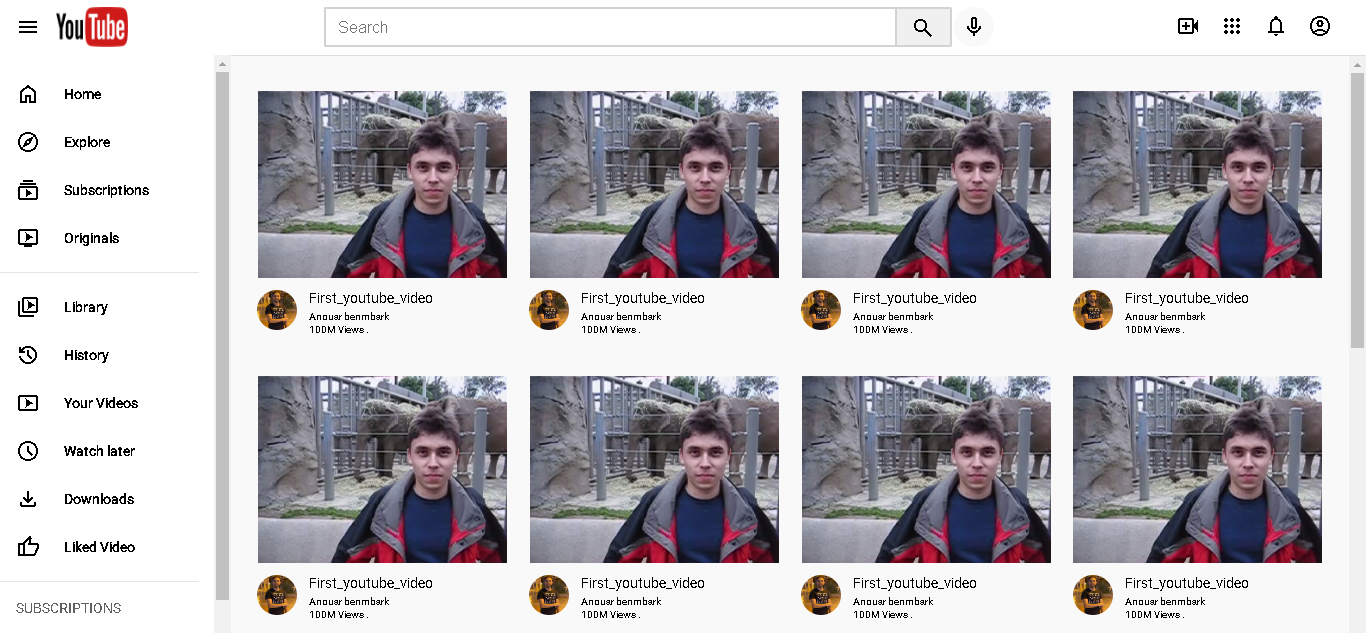 YouTube
Search
Home
Explore
Subscriptions
Originals
Library
History
Your Videos
Watch later
Downloads
Liked Video
SUBSCRIPTIONS
First_youtube_video
Anouar benmbark
100M Views .
First_youtube_video
Anouar benmbark
100M Views .
First_youtube_video
Anouar benmbark
100M Views .
First_youtube_video
Anouar benmbark
100M Views .
First_youtube_video
Anouar benmbark
100M Views .
First_youtube_video
Anouar benmbark
100M Views .
First_youtube_video
Anouar benmbark
100M Views .
First_youtube_video
Anouar benmbark
100M Views .